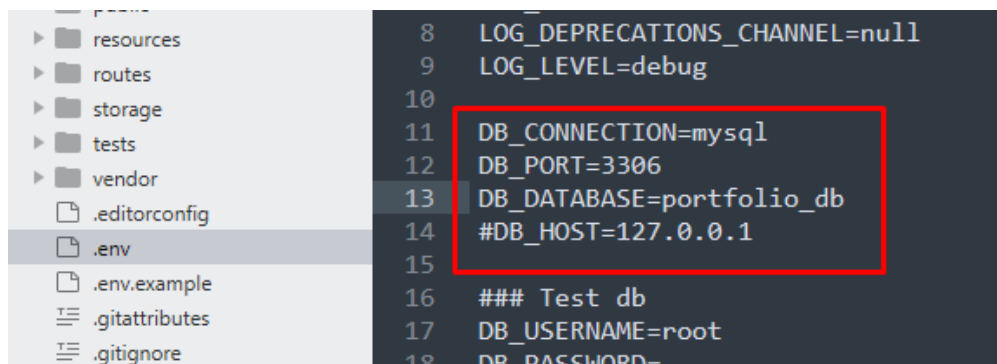 resources
routes
storage
tests
vendor
.editorconfig
.env
.env.example
.gitattributes
.gitignore
8 LOG_DEPRECATIONS_CHANNEL=null
9 LOG_LEVEL=debug
10
11 DB_CONNECTION=mysql
12 DB_PORT=3306
13 DB_DATABASE=portfolio_db
14 #DB_HOST=127.0.0.1
15
16 ### Test db
17 DB_USERNAME=root
18 DB_PASSWORD=